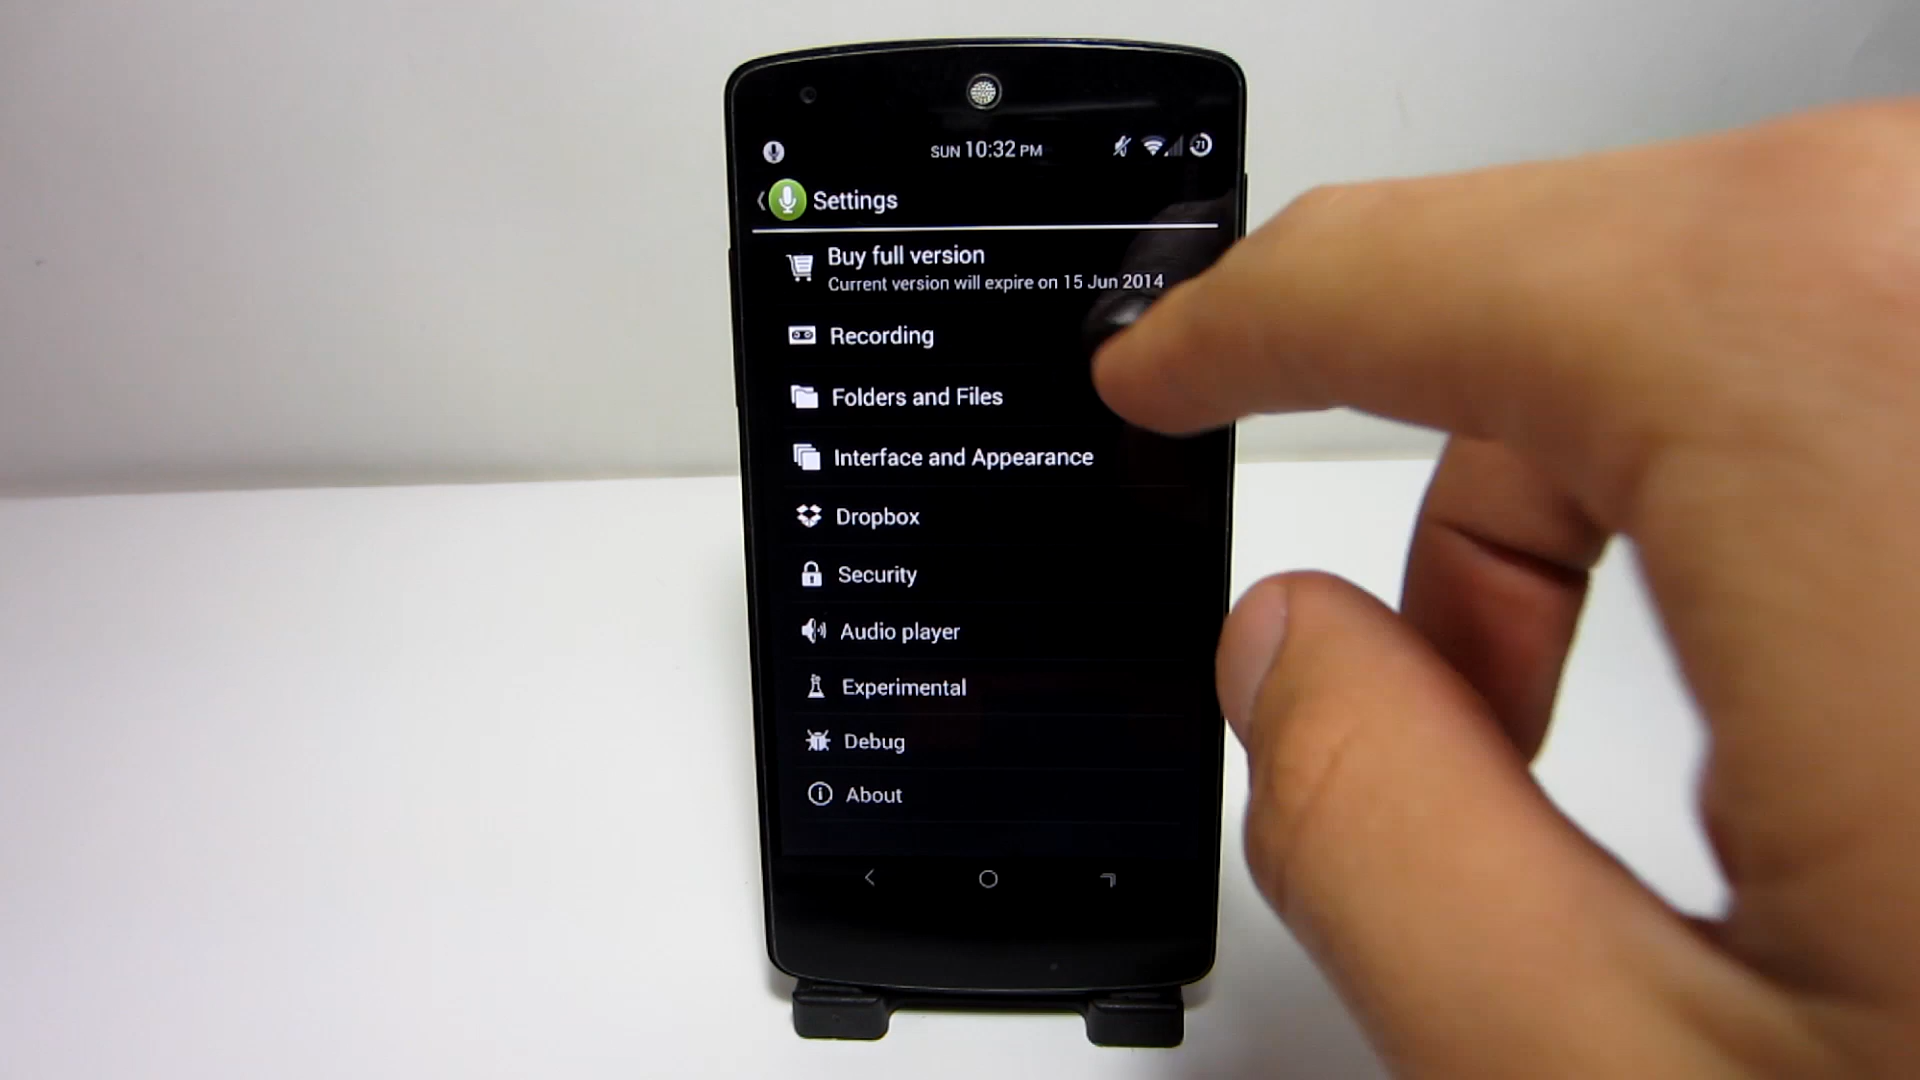 SUN 10:32 PM
71
Settings
Buy full version
Current version will expire on 15 Jun 2014
Recording
Folders and Files
Interface and Appearance
Dropbox
Security
Audio player
Experimental
Debug
About